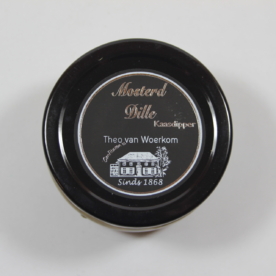 Mosterd
Dille
Kaasdipper
Theo van Woerkom
Sinds 1868